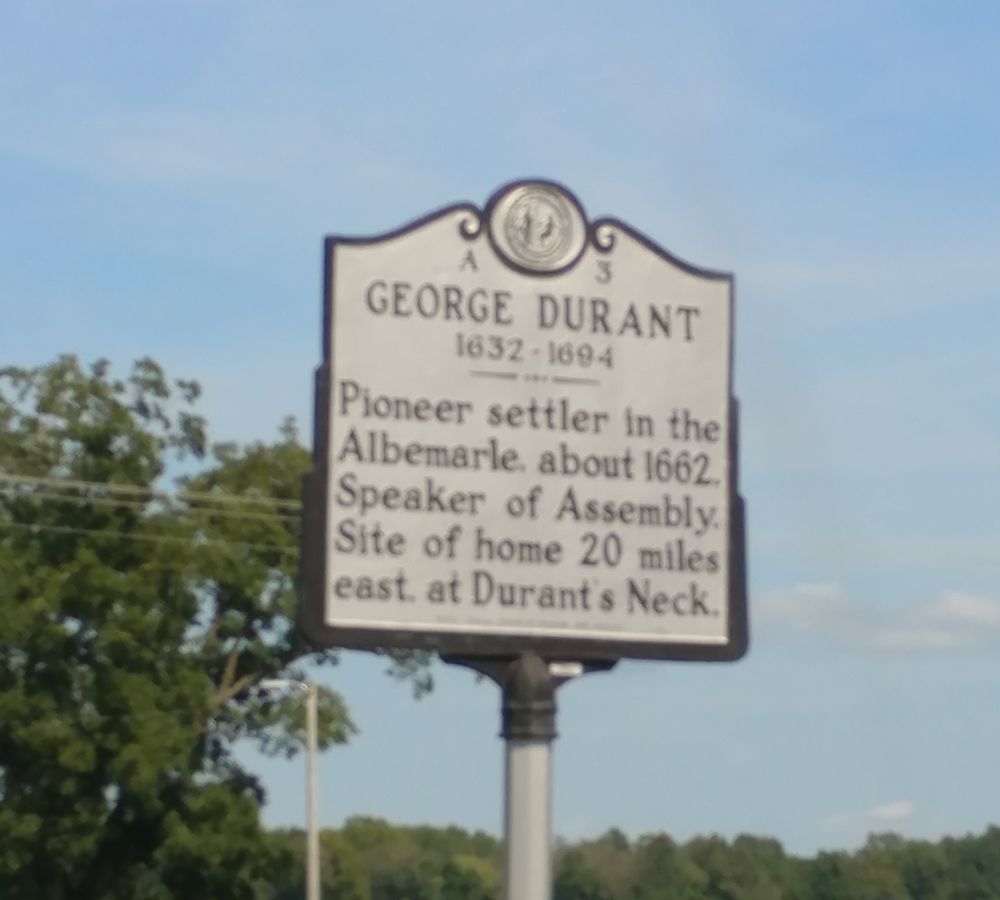 A 3
GEORGE DURANT
1632-1694
Pioneer settler in the
Albemarle, about 1662.
Speaker of Assembly.
Site of home 20 miles
east, at Durant's Neck.